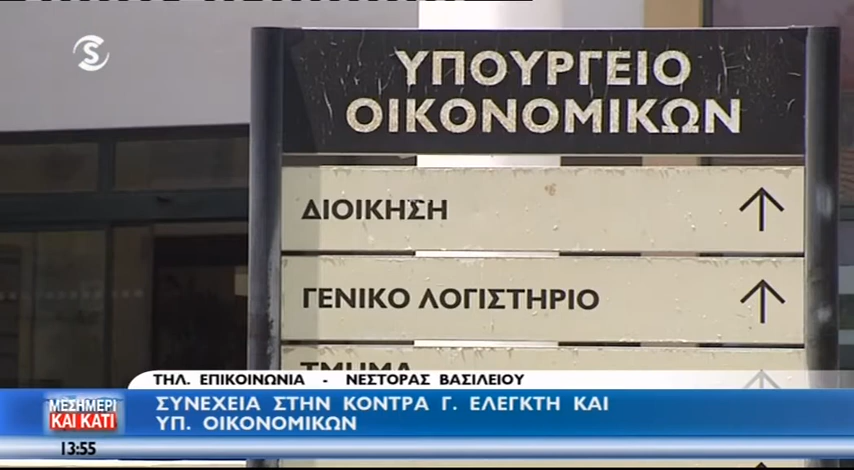 S
ΥΠΟΥΡΓΕΙΟ
ΟΙΚΟΝΟΜΙΚΩΝ
ΔΙΟΙΚΗΣΗ
ΓΕΝΙΚΟ ΛΟΓΙΣΤΗΡΙΟ
ΤΜΗΜΑ
ΤΗΛ. ΕΠΙΚΟΙΝΩΝΙΑ - ΝΕΣΤΟΡΑΣ ΒΑΣΙΛΕΙΟΥ
ΜΕΣΗΜΕΡΙ
ΚΑΙ ΚΑΤΙ
ΣΥΝΕΧΕΙΑ ΣΤΗΝ ΚΟΝΤΡΑ Γ. ΕΛΕΓΚΤΗ ΚΑΙ
ΥΠ. ΟΙΚΟΝΟΜΙΚΩΝ
13:55